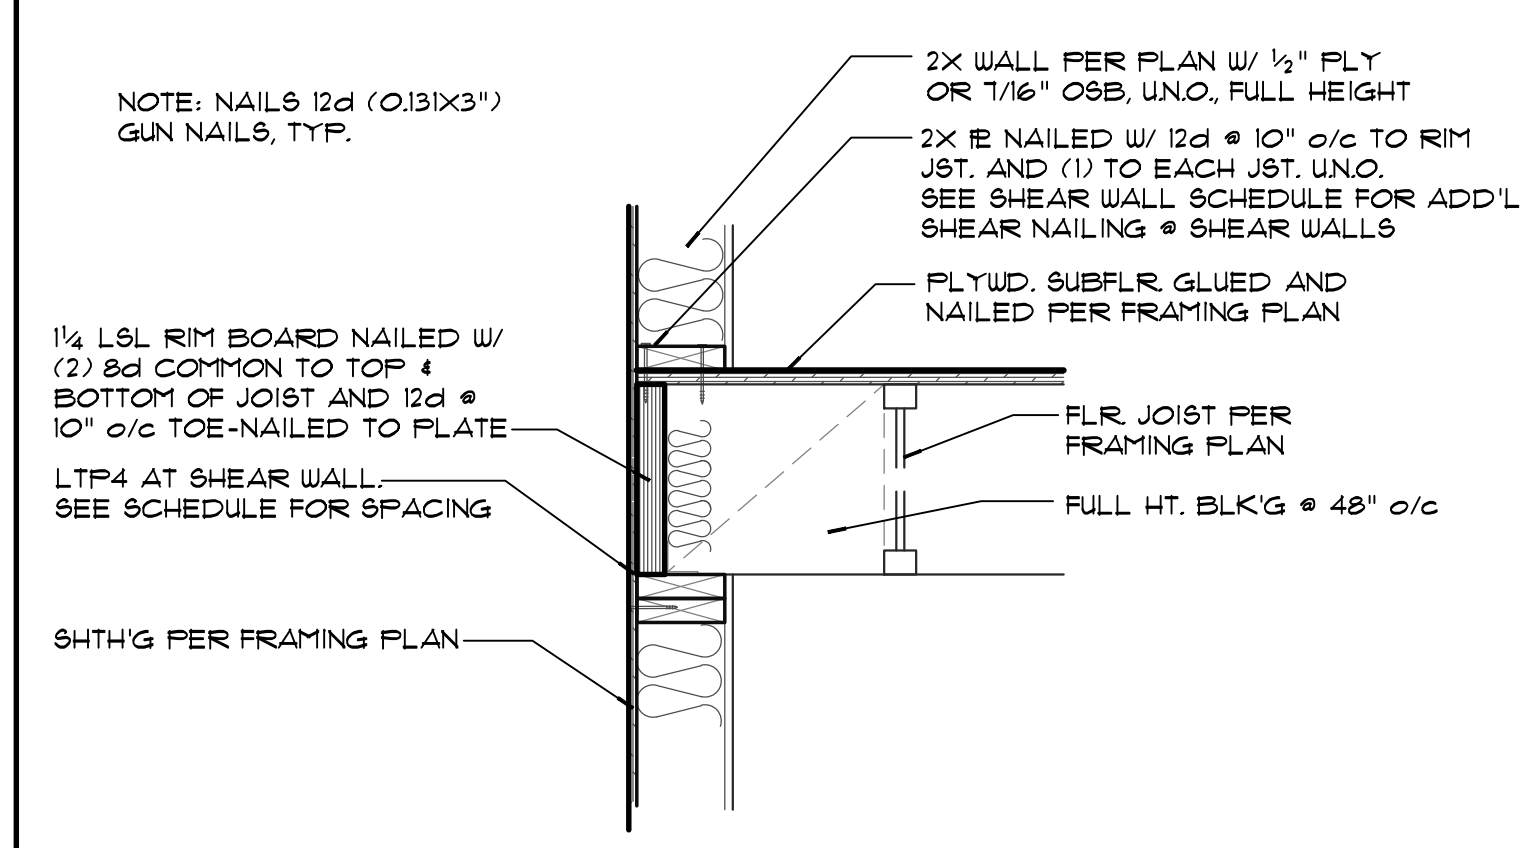 NOTE: NAILS 12d (0.131X3")
GUN NAILS, TYP.
2X WALL PER PLAN W/ ½" PLY
OR 7/16" OSB, U.N.O., FULL HEIGHT
2X PL NAILED W/ 12d @ 10" o/c TO RIM
JST. AND (1) TO EACH JST. U.N.O.
SEE SHEAR WALL SCHEDULE FOR ADD'L
SHEAR NAILING @ SHEAR WALLS
PLYWD. SUBFLR. GLUED AND
NAILED PER FRAMING PLAN
1¼ LSL RIM BOARD NAILED W/
(2) 8d COMMON TO TOP &
BOTTOM OF JOIST AND 12d @
10" o/c TOE-NAILED TO PLATE
LTP4 AT SHEAR WALL.
SEE SCHEDULE FOR SPACING
FLR. JOIST PER
FRAMING PLAN
FULL HT. BLK'G @ 48" o/c
SHTH'G PER FRAMING PLAN